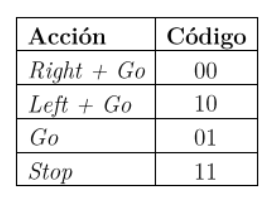 Acción Código
Right + Go 00
Left + Go 10
Go 01
Stop 11